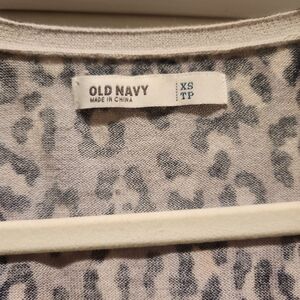 OLD NAVY
MADE IN CHINA
XS
TP